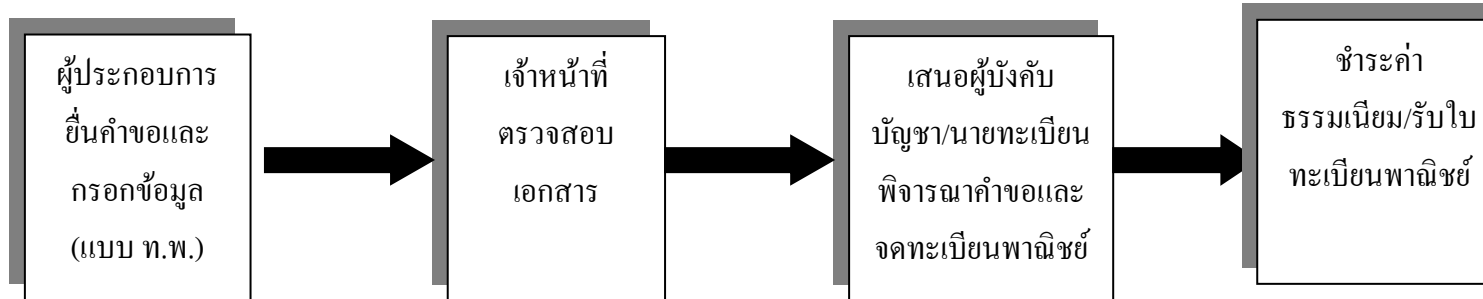 ผู้ประกอบการ
ยื่นคำขอและ
กรอกข้อมูล
(แบบ ท.พ.)
เจ้าหน้าที่
ตรวจสอบ
เอกสาร
เสนอผู้บังคับ
บัญชา/นายทะเบียน
พิจารณาคำขอและ
จดทะเบียนพาณิชย์
ชำระค่า
ธรรมเนียม/รับใบ
ทะเบียนพาณิชย์